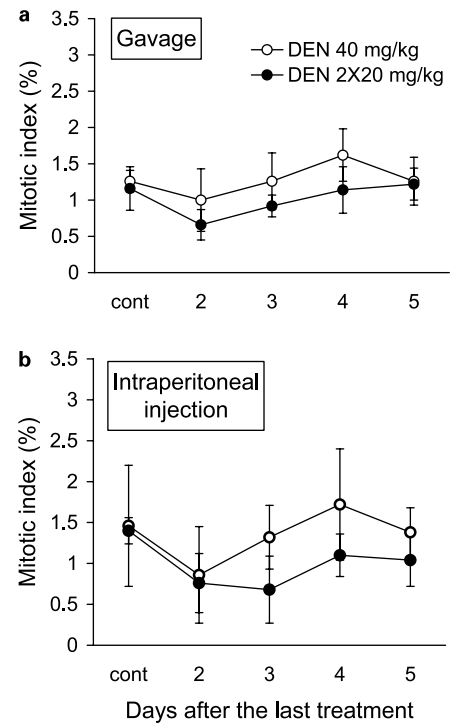 a
Gavage
DEN 40 mg/kg
DEN 2X20 mg/kg
Mitotic index (%)
3.5
3
2.5
2
1.5
1
0.5
0
cont 2 3 4 5
b
Intraperitoneal
injection
Mitotic index (%)
3.5
3
2.5
2
1.5
1
0.5
0
cont 2 3 4 5
Days after the last treatment